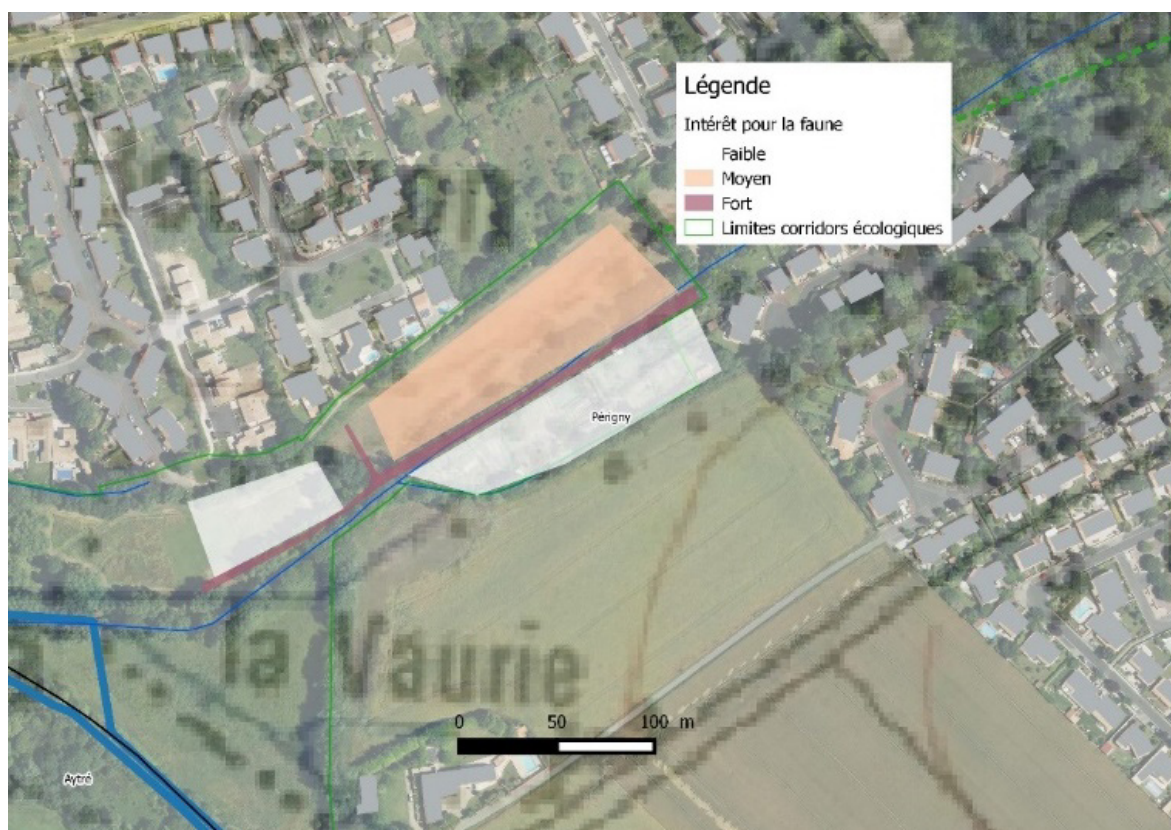 Légende
Intérêt pour la faune
Faible
Moyen
Fort
Limites corridors écologiques
Périgny
la Vaurie
0 50 100 m
Aytré